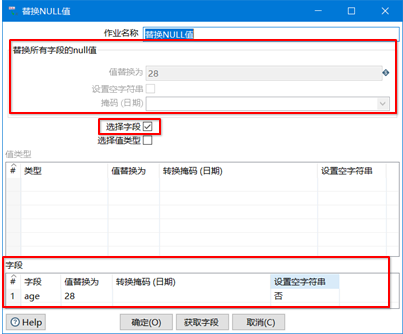 替换NULL值
作业名称 替换NULL值
替换所有字段的null值
值替换为 28
设置空字符串
掩码 (日期)
选择字段
选择值类型
值类型
# 类型 值替换为 转换掩码 (日期) 设置空字符串
字段
# 字段 值替换为 转换掩码 (日期) 设置空字符串
1 age 28 否
Help 确定(O) 获取字段 取消(C)